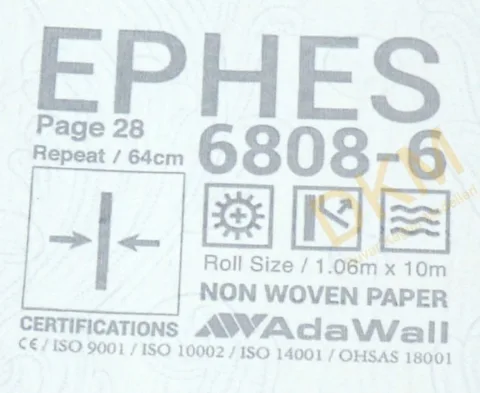 EPHES
Page 28
6808-6
Repeat / 64cm
Roll Size / 1.06m x 10m
NON WOVEN PAPER
CERTIFICATIONS
AdaWall
CE / ISO 9001 / ISO 10002 / ISO 14001 / OHSAS 18001
DKM